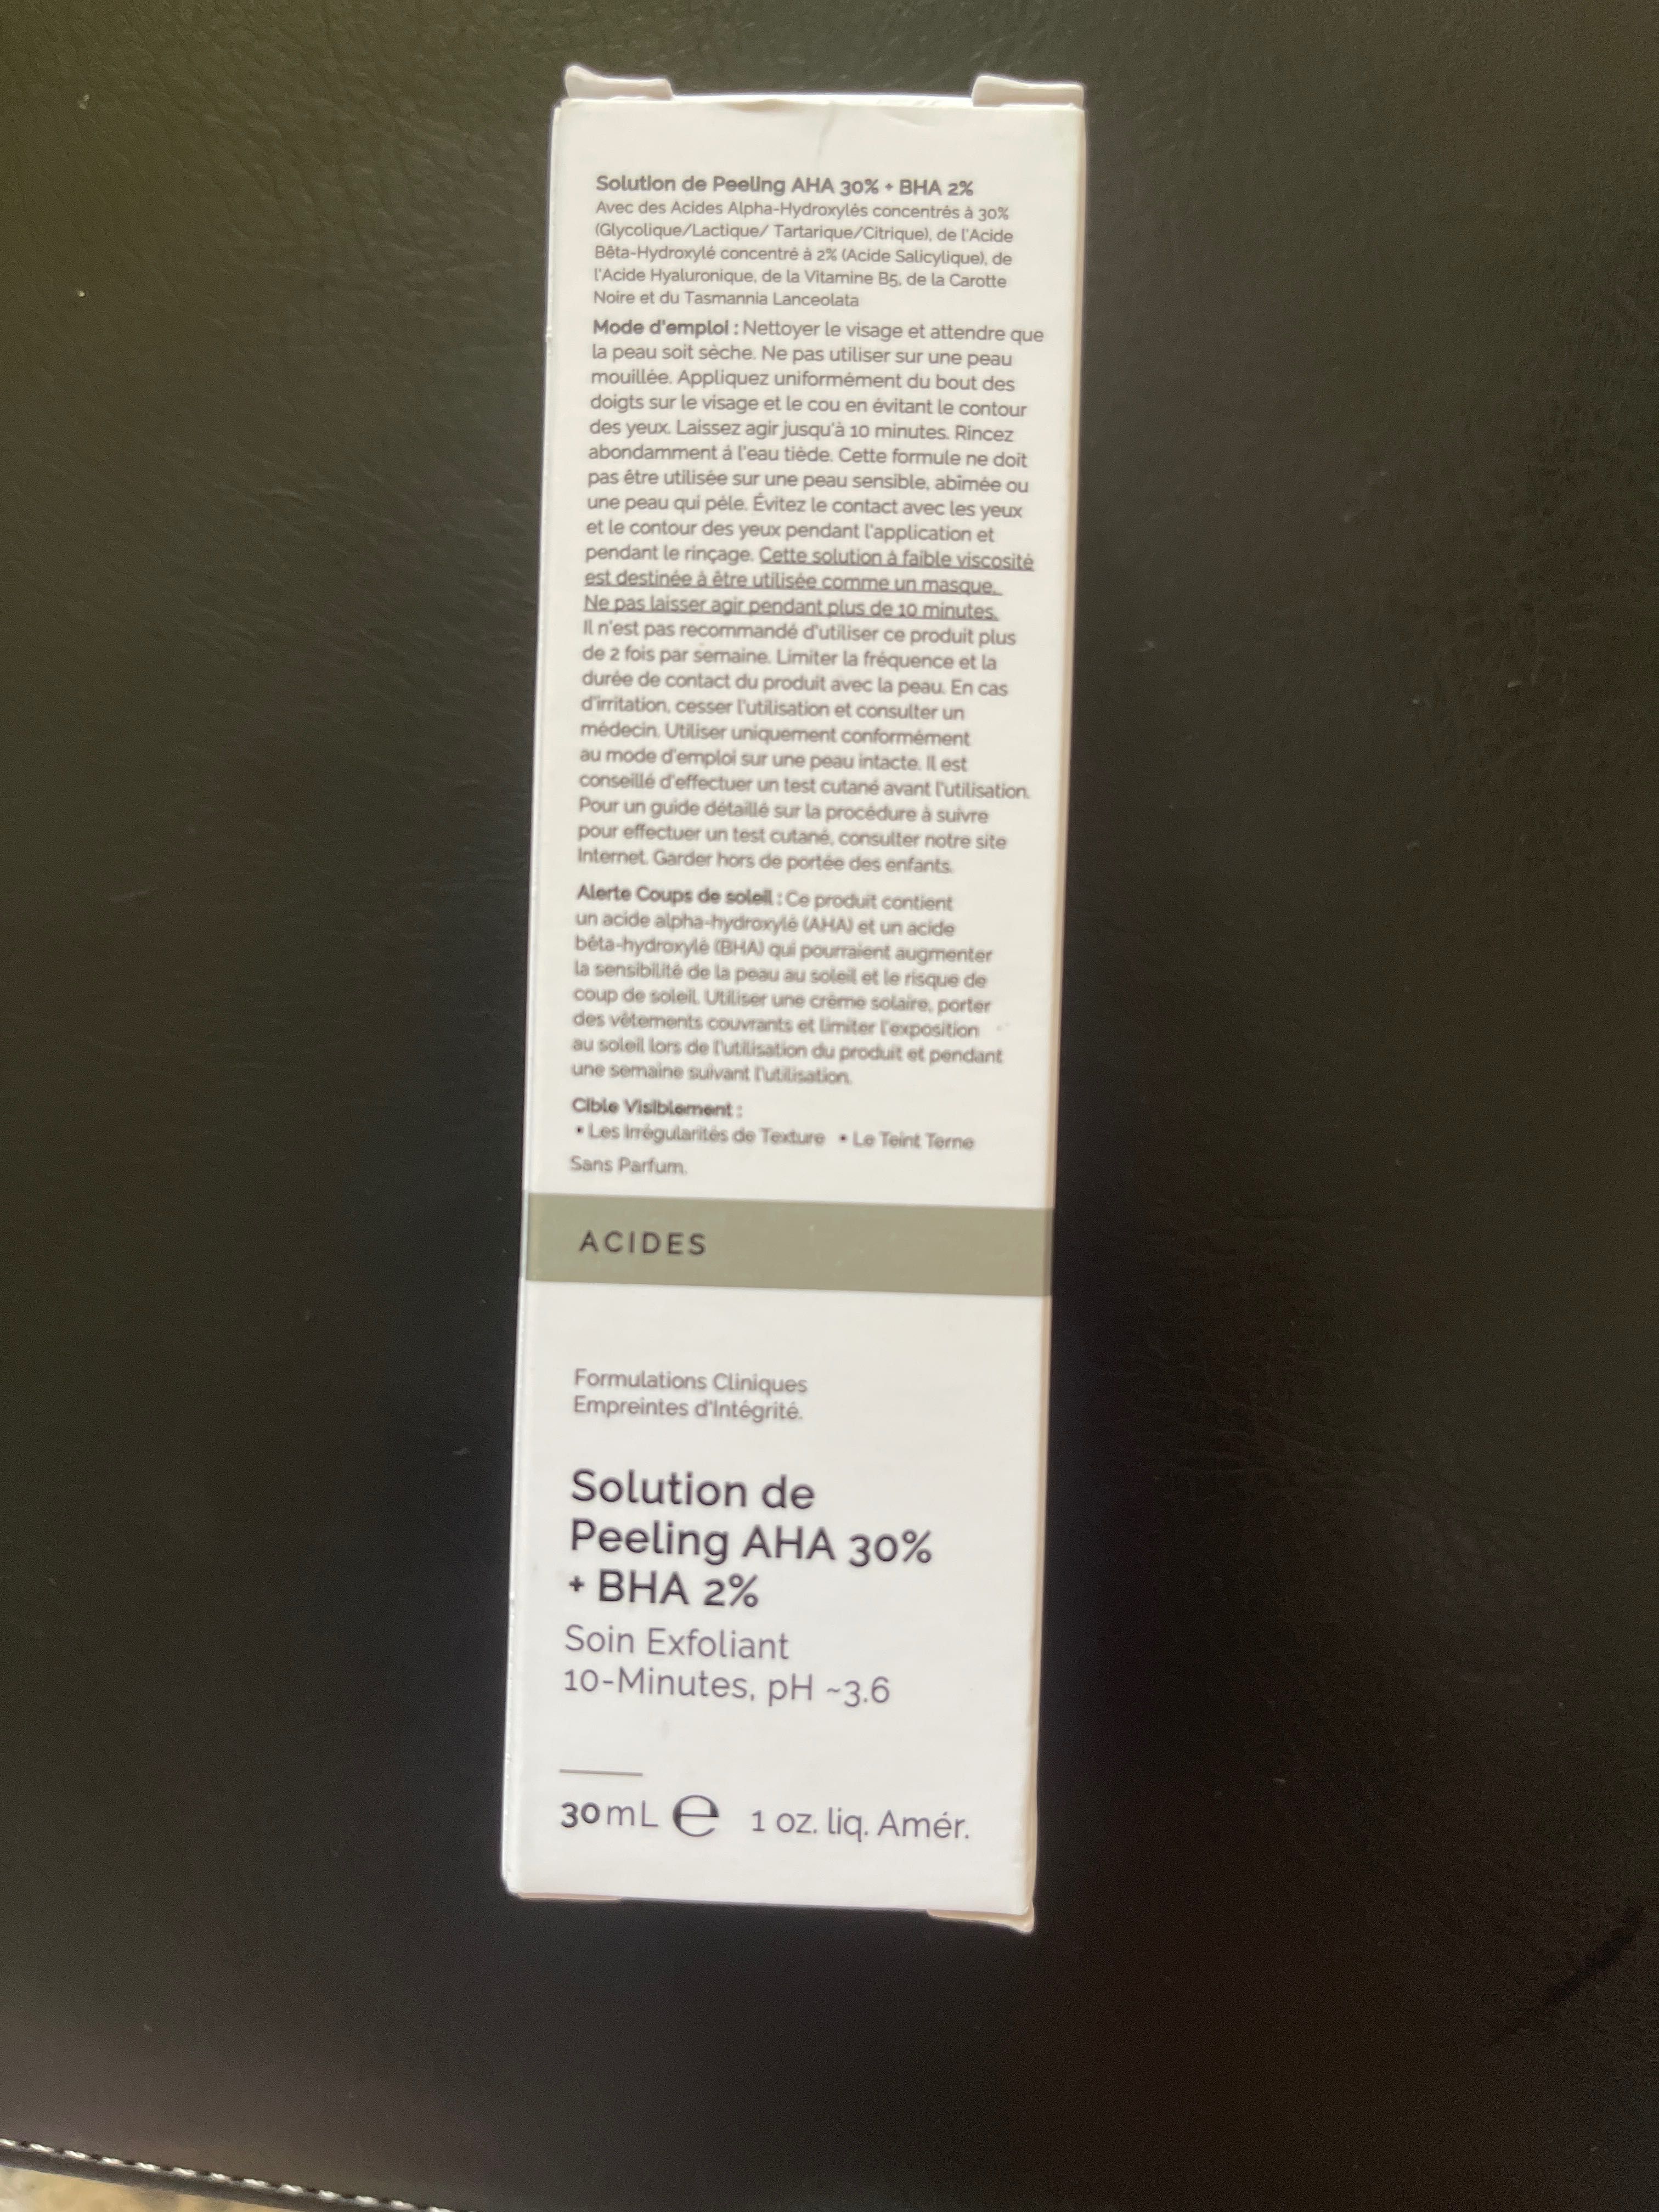 Solution de Peeling AHA 30% + BHA 2%
Avec des Acides Alpha-Hydroxylés concentrés à 30%
(Glycolique/Lactique/ Tartarique/Citrique), de l'Acide
Bêta-Hydroxylé concentré à 2% (Acide Salicylique), de
l'Acide Hyaluronique, de la Vitamine B5, de la Carotte
Noire et du Tasmannia Lanceolata
Mode d'emploi : Nettoyer le visage et attendre que
la peau soit sèche. Ne pas utiliser sur une peau
mouillée. Appliquez uniformément du bout des
doigts sur le visage et le cou en évitant le contour
des yeux. Laissez agir jusqu'à 10 minutes. Rincez
abondamment à l'eau tiède. Cette formule ne doit
pas être utilisée sur une peau sensible, abîmée ou
une peau qui pèle. Évitez le contact avec les yeux
et le contour des yeux pendant l'application et
pendant le rinçage. Cette solution à faible viscosité
est destinée à être utilisée comme un masque.
Ne pas laisser agir pendant plus de 10 minutes.
Il n'est pas recommandé d'utiliser ce produit plus
de 2 fois par semaine. Limiter la fréquence et la
durée de contact du produit avec la peau. En cas
d'irritation, cesser l'utilisation et consulter un
médecin. Utiliser uniquement conformément
au mode d'emploi sur une peau intacte. Il est
conseillé d'effectuer un test cutané avant l'utilisation.
Pour un guide détaillé sur la procédure à suivre
pour effectuer un test cutané, consulter notre site
Internet. Garder hors de portée des enfants.
Alerte Coups de soleil : Ce produit contient
un acide alpha-hydroxylé (AHA) et un acide
bêta-hydroxylé (BHA) qui pourraient augmenter
la sensibilité de la peau au soleil et le risque de
coup de soleil. Utiliser une crème solaire, porter
des vêtements couvrants et limiter l'exposition
au soleil lors de l'utilisation du produit et pendant
une semaine suivant l'utilisation.
Cible Visiblement :
• Les Irrégularités de Texture • Le Teint Terne
Sans Parfum.
ACIDES
Formulations Cliniques
Empreintes d'Intégrité.
Solution de
Peeling AHA 30%
+ BHA 2%
Soin Exfoliant
10-Minutes, pH ~3.6
30mL e 1 oz. liq. Amér.